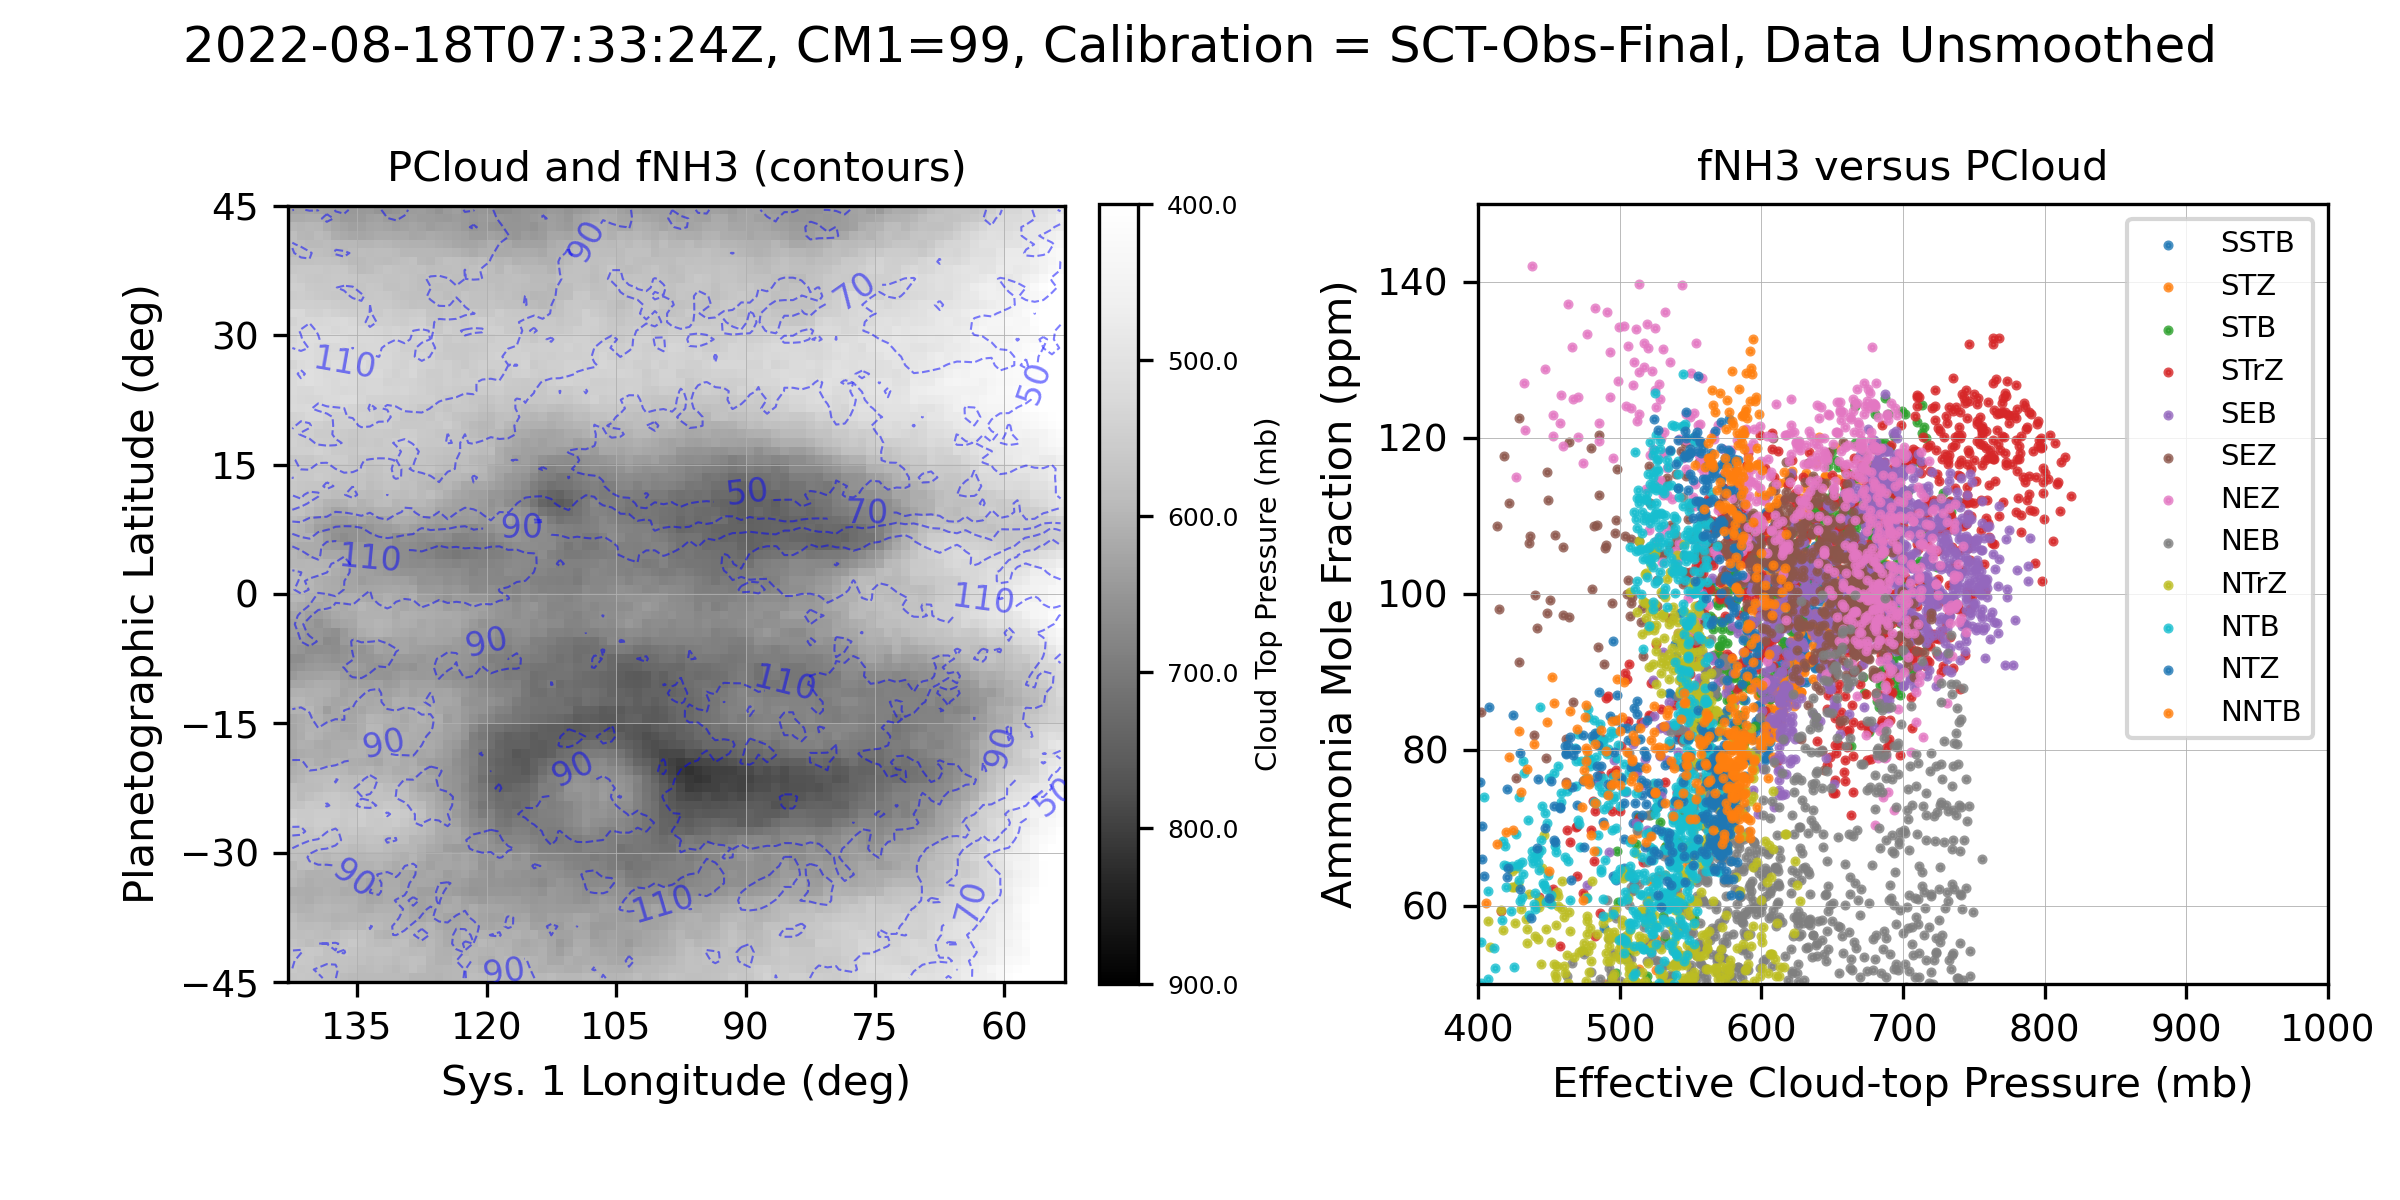 2022-08-18T07:33:24Z, CM1=99, Calibration = SCT-Obs-Final, Data Unsmoothed
PCloud and fNH3 (contours)
Planetographic Latitude (deg)
45
30
15
0
−15
−30
−45
90
70
110
50
50
70
90
110
110
90
110
90
90
90
50
90
70
110
90
135
120
105
90
75
60
Sys. 1 Longitude (deg)
400.0
500.0
600.0
700.0
800.0
900.0
Cloud Top Pressure (mb)
fNH3 versus PCloud
Ammonia Mole Fraction (ppm)
140
120
100
80
60
SSTB
STZ
STB
STrZ
SEB
SEZ
NEZ
NEB
NTrZ
NTB
NTZ
NNTB
400
500
600
700
800
900
1000
Effective Cloud-top Pressure (mb)